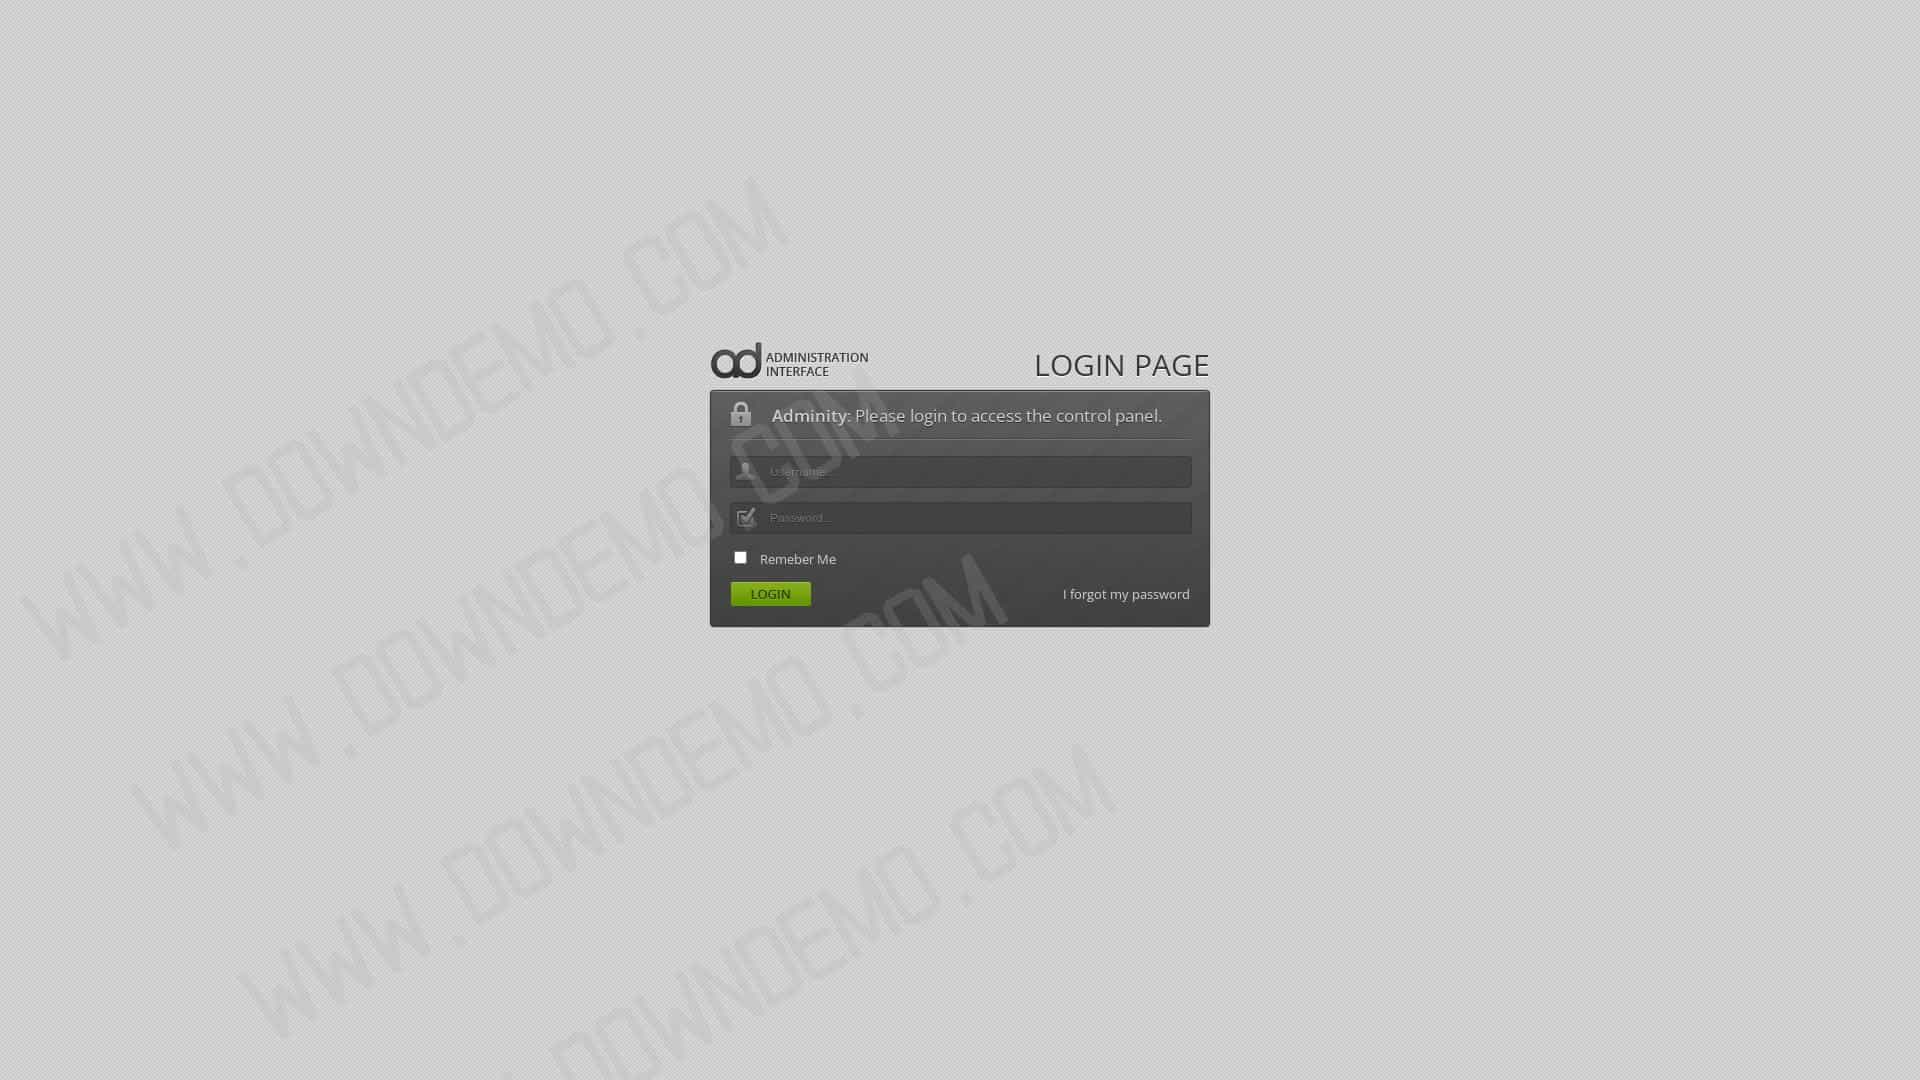 ad ADMINISTRATION
INTERFACE
LOGIN PAGE
Adminity: Please login to access the control panel.
Username...
Password...
Remeber Me
LOGIN
I forgot my password
WWW.DOWNDEMO.COM
WWW.DOWNDEMO.COM
WWW.DOWNDEMO.COM
DOWNDEMO.COM